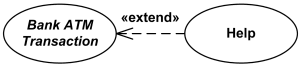 Bank ATM
Transaction
«extend»
Help